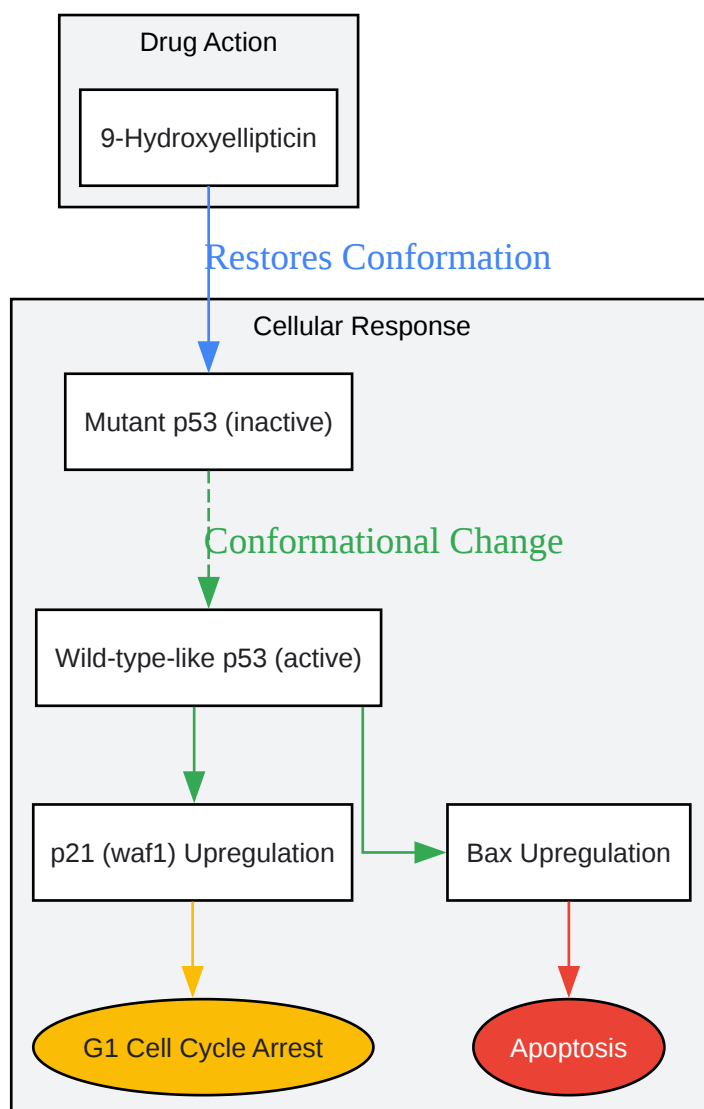 Drug Action
9-Hydroxyellipticin
Restores Conformation
Cellular Response
Mutant p53 (inactive)
Conformational Change
Wild-type-like p53 (active)
p21 (waf1) Upregulation
Bax Upregulation
G1 Cell Cycle Arrest
Apoptosis